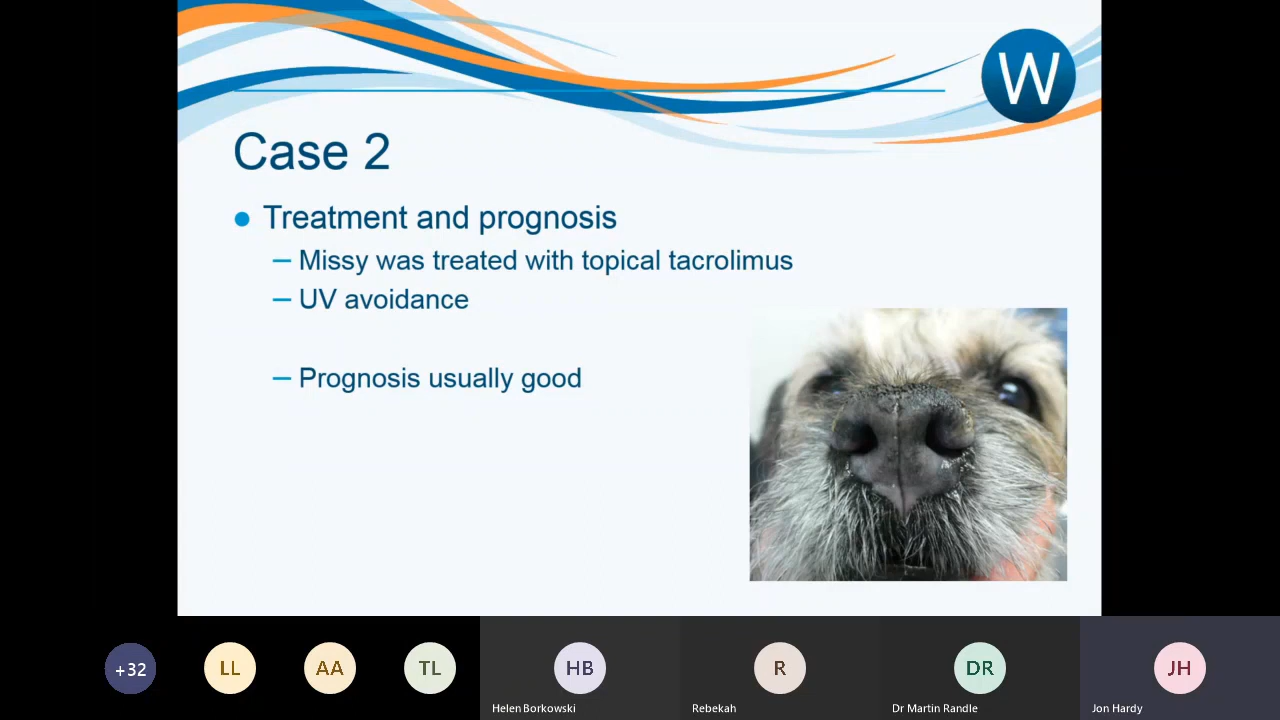 W
Case 2
Treatment and prognosis
– Missy was treated with topical tacrolimus
– UV avoidance
– Prognosis usually good
+32
LL
AA
TL
HB
R
DR
JH
Helen Borkowski
Rebekah
Dr Martin Randle
Jon Hardy